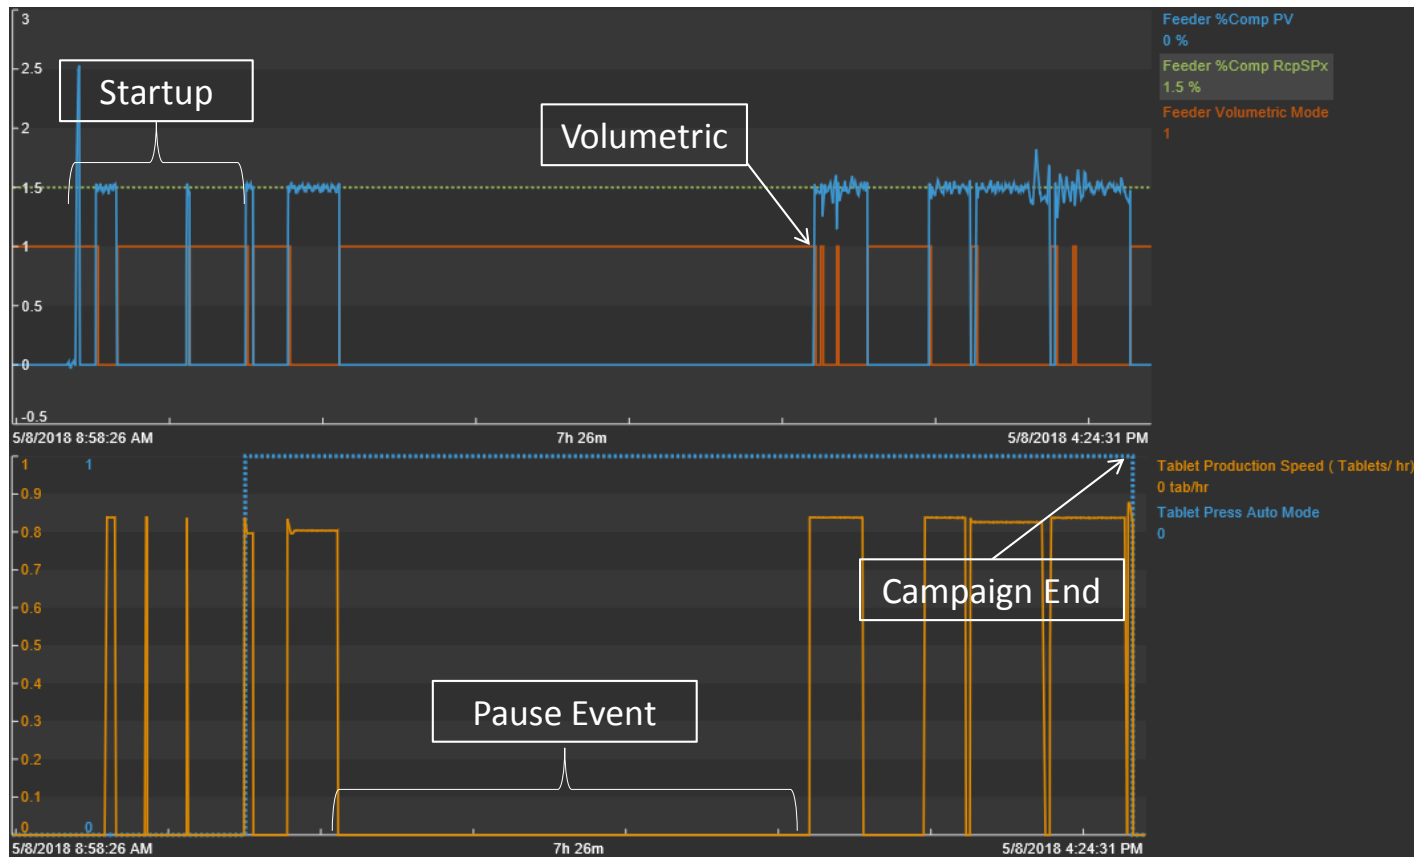 3
2.5
2
1.5
1
0.5
0
-0.5
Startup
Volumetric
Feeder %Comp PV
0 %
Feeder %Comp RcpSPx
1.5 %
Feeder Volumetric Mode
1
5/8/2018 8:58:26 AM 7h 26m 5/8/2018 4:24:31 PM
1 1
0.9
0.8
0.7
0.6
0.5
0.4
0.3
0.2
0.1
0 0
Tablet Production Speed ( Tablets/ hr)
0 tab/hr
Tablet Press Auto Mode
0
Campaign End
Pause Event
5/8/2018 8:58:26 AM 7h 26m 5/8/2018 4:24:31 PM